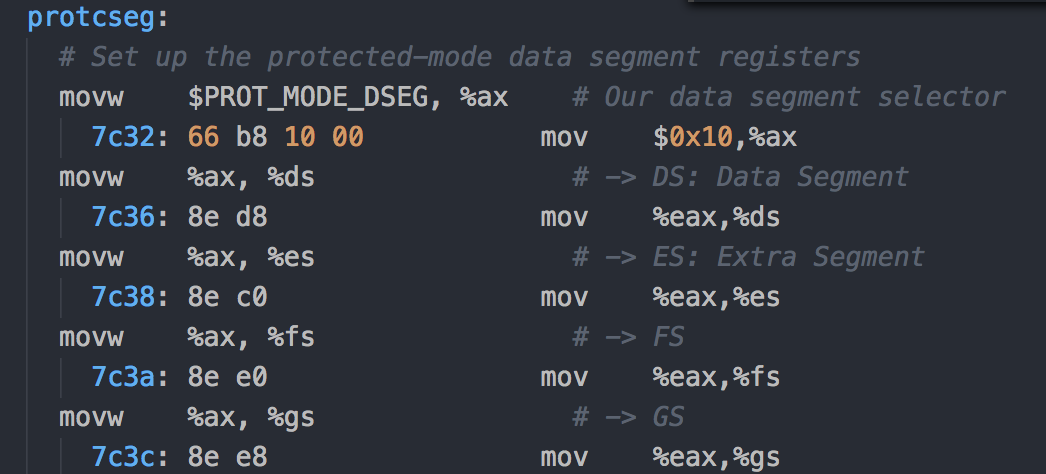 protcseg:
# Set up the protected-mode data segment registers
movw $PROT_MODE_DSEG, %ax # Our data segment selector
7c32: 66 b8 10 00 mov $0x10,%ax
movw %ax, %ds # -> DS: Data Segment
7c36: 8e d8 mov %eax,%ds
movw %ax, %es # -> ES: Extra Segment
7c38: 8e c0 mov %eax,%es
movw %ax, %fs # -> FS
7c3a: 8e e0 mov %eax,%fs
movw %ax, %gs # -> GS
7c3c: 8e e8 mov %eax,%gs